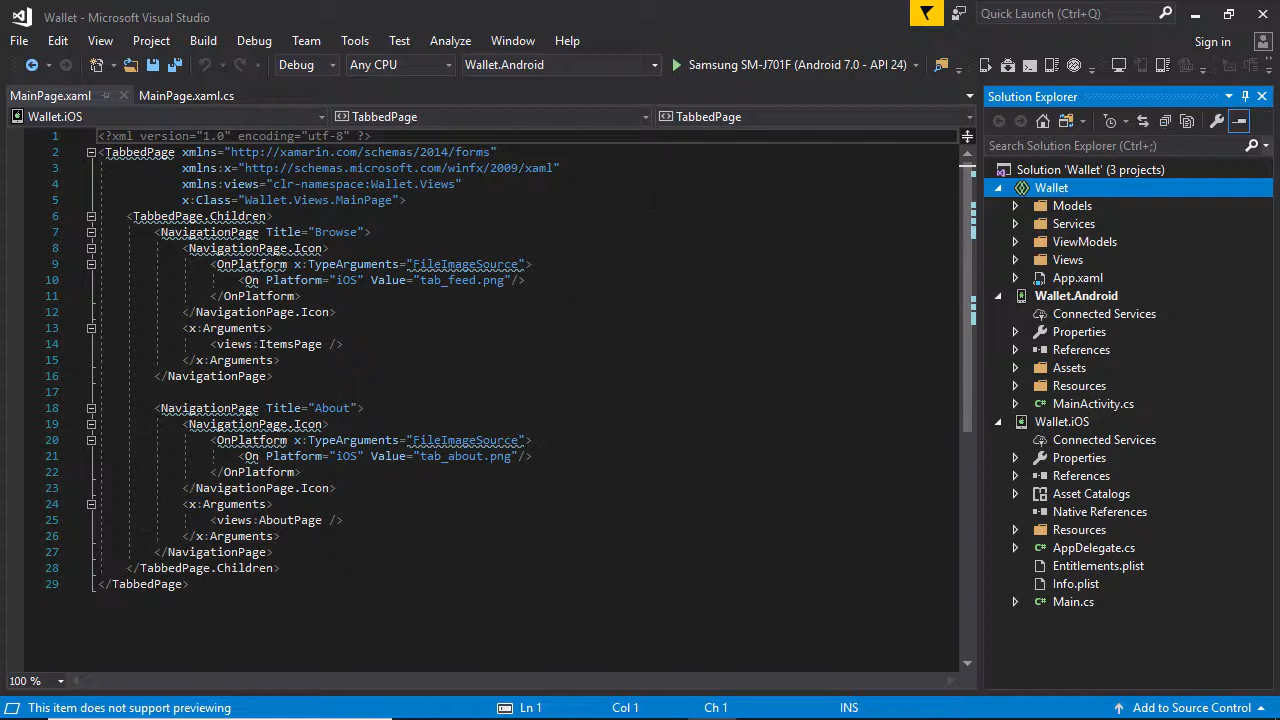 Wallet - Microsoft Visual Studio
Quick Launch (Ctrl+Q)
File Edit View Project Build Debug Team Tools Test Analyze Window Help
Sign in
Debug Any CPU Wallet.Android Samsung SM-J701F (Android 7.0 - API 24)
MainPage.xaml MainPage.xaml.cs
Wallet.iOS TabbedPage TabbedPage
1 <?xml version="1.0" encoding="utf-8" ?>
2 <TabbedPage xmlns="http://xamarin.com/schemas/2014/forms"
3 xmlns:x="http://schemas.microsoft.com/winfx/2009/xaml"
4 xmlns:views="clr-namespace:Wallet.Views"
5 x:Class="Wallet.Views.MainPage">
6 <TabbedPage.Children>
7 <NavigationPage Title="Browse">
8 <NavigationPage.Icon>
9 <OnPlatform x:TypeArguments="FileImageSource">
10 <On Platform="iOS" Value="tab_feed.png"/>
11 </OnPlatform>
12 </NavigationPage.Icon>
13 <x:Arguments>
14 <views:ItemsPage />
15 </x:Arguments>
16 </NavigationPage>
17
18 <NavigationPage Title="About">
19 <NavigationPage.Icon>
20 <OnPlatform x:TypeArguments="FileImageSource">
21 <On Platform="iOS" Value="tab_about.png"/>
22 </OnPlatform>
23 </NavigationPage.Icon>
24 <x:Arguments>
25 <views:AboutPage />
26 </x:Arguments>
27 </NavigationPage>
28 </TabbedPage.Children>
29 </TabbedPage>
100 %
Solution Explorer
Search Solution Explorer (Ctrl+;)
Solution 'Wallet' (3 projects)
Wallet
Models
Services
ViewModels
Views
App.xaml
Wallet.Android
Connected Services
Properties
References
Assets
Resources
MainActivity.cs
Wallet.iOS
Connected Services
Properties
References
Asset Catalogs
Native References
Resources
AppDelegate.cs
Entitlements.plist
Info.plist
Main.cs
This item does not support previewing Ln 1 Col 1 Ch 1 INS Add to Source Control